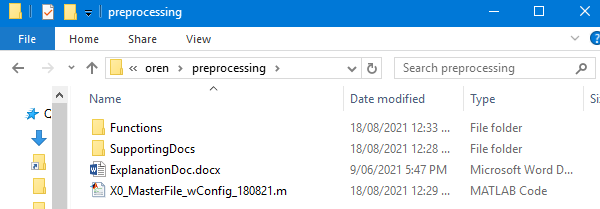 preprocessing
File Home Share View
oren preprocessing Search preprocessing
Name Date modified Type Siz
Functions 18/08/2021 12:33 ... File folder
SupportingDocs 18/08/2021 12:28 ... File folder
ExplanationDoc.docx 9/06/2021 5:47 PM Microsoft Word D...
X0_MasterFile_wConfig_180821.m 18/08/2021 12:29 ... MATLAB Code